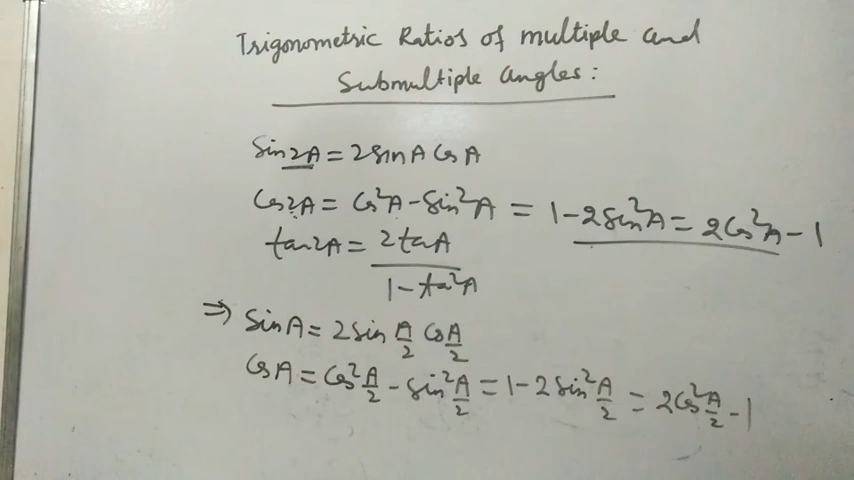 Trigonometric Ratios of multiple and
Submultiple angles:
Sin2A = 2SinA CosA
Cos2A = Cos²A - Sin²A = 1 - 2Sin²A = 2Cos²A - 1
tan2A = 2tanA / 1 - tan²A
⇒ SinA = 2Sin A/2 Cos A/2
CosA = Cos² A/2 - Sin² A/2 = 1 - 2Sin² A/2 = 2Cos² A/2 - 1